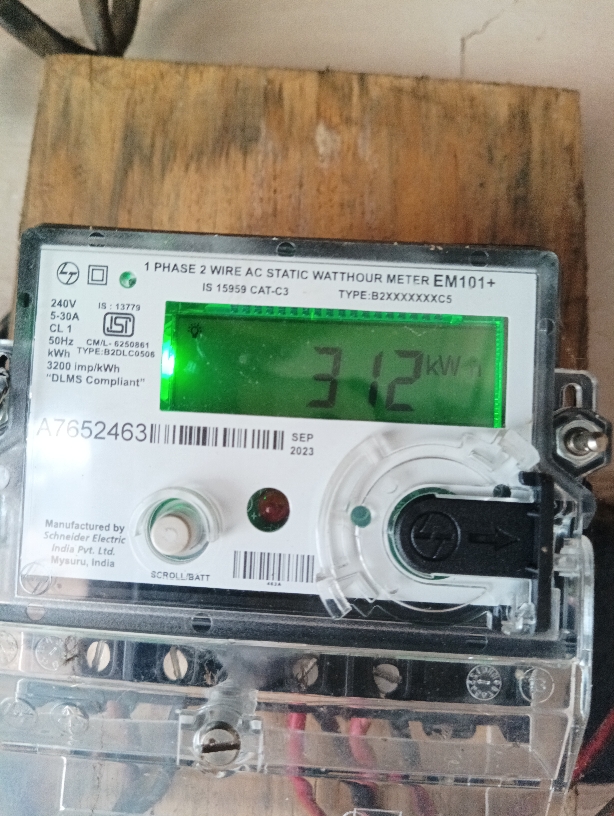 1 PHASE 2 WIRE AC STATIC WATTHOUR METER EM101+
IS 15959 CAT-C3 TYPE:B2XXXXXXXC5
240V
5-30A
CL 1
50Hz
kWh
3200 imp/kWh
"DLMS Compliant"
IS : 13779
ISI
CM/L- 6250861
TYPE:B2DLC0506
312 kW
A7652463
SEP
2023
Manufactured by
Schneider Electric
India Pvt. Ltd.
Mysuru, India
SCROLL/BATT